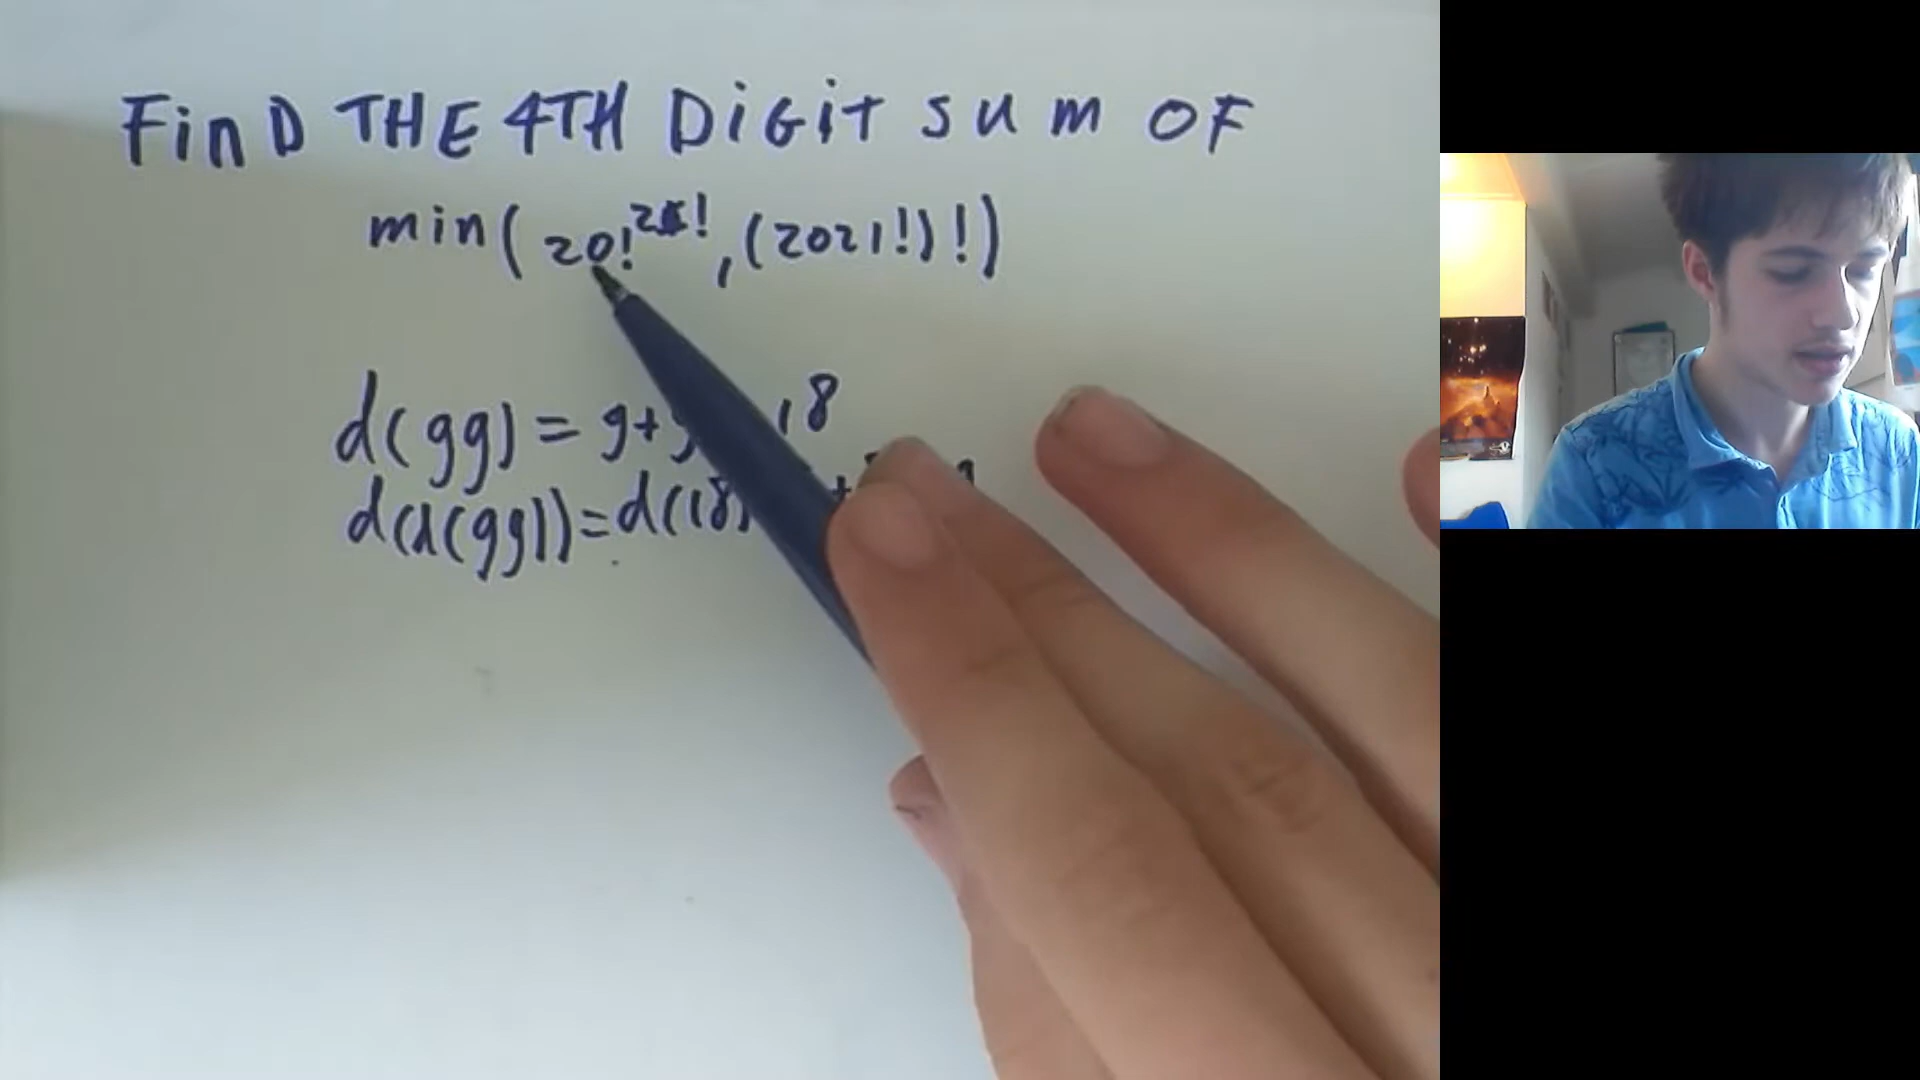 FinD THE 4TH DiGiT sum OF
min( 20! ! , (2021!)!)
d(99) = 9+ 18
d(d(99))=d(18)